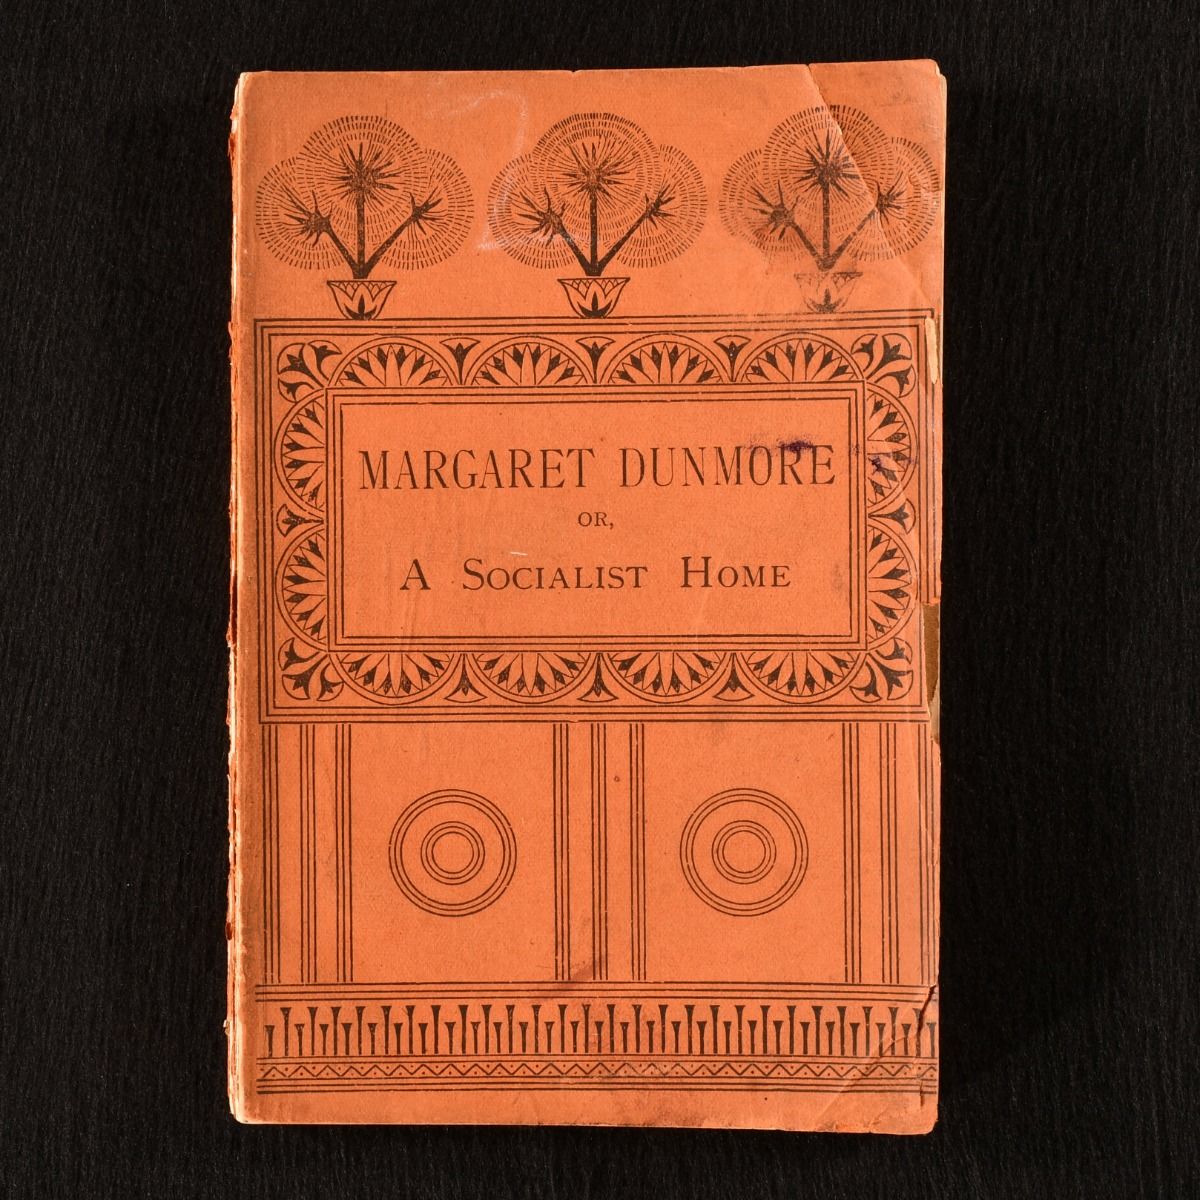 MARGARET DUNMORE
OR,
A SOCIALIST HOME